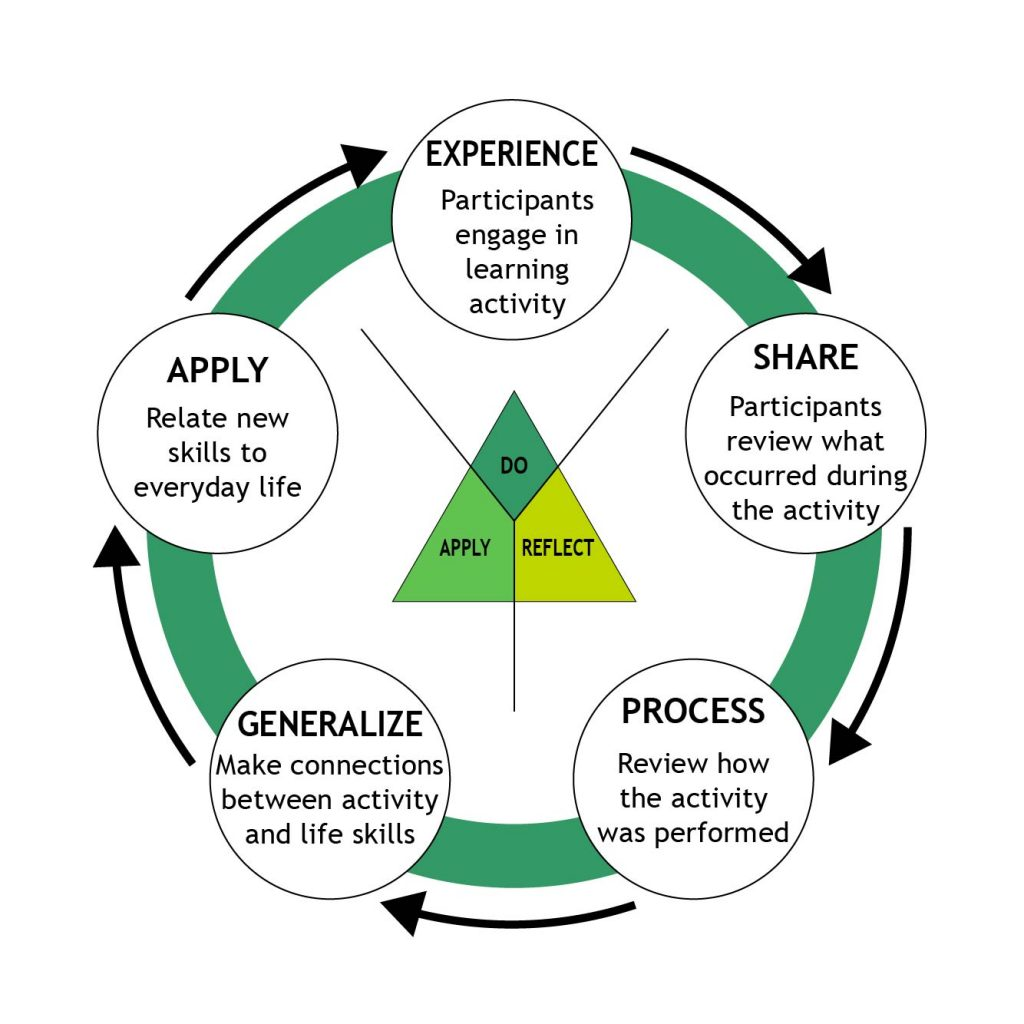 EXPERIENCE
Participants
engage in
learning
activity
SHARE
Participants
review what
occurred during
the activity
PROCESS
Review how
the activity
was performed
GENERALIZE
Make connections
between activity
and life skills
APPLY
Relate new
skills to
everyday life
DO
APPLY
REFLECT